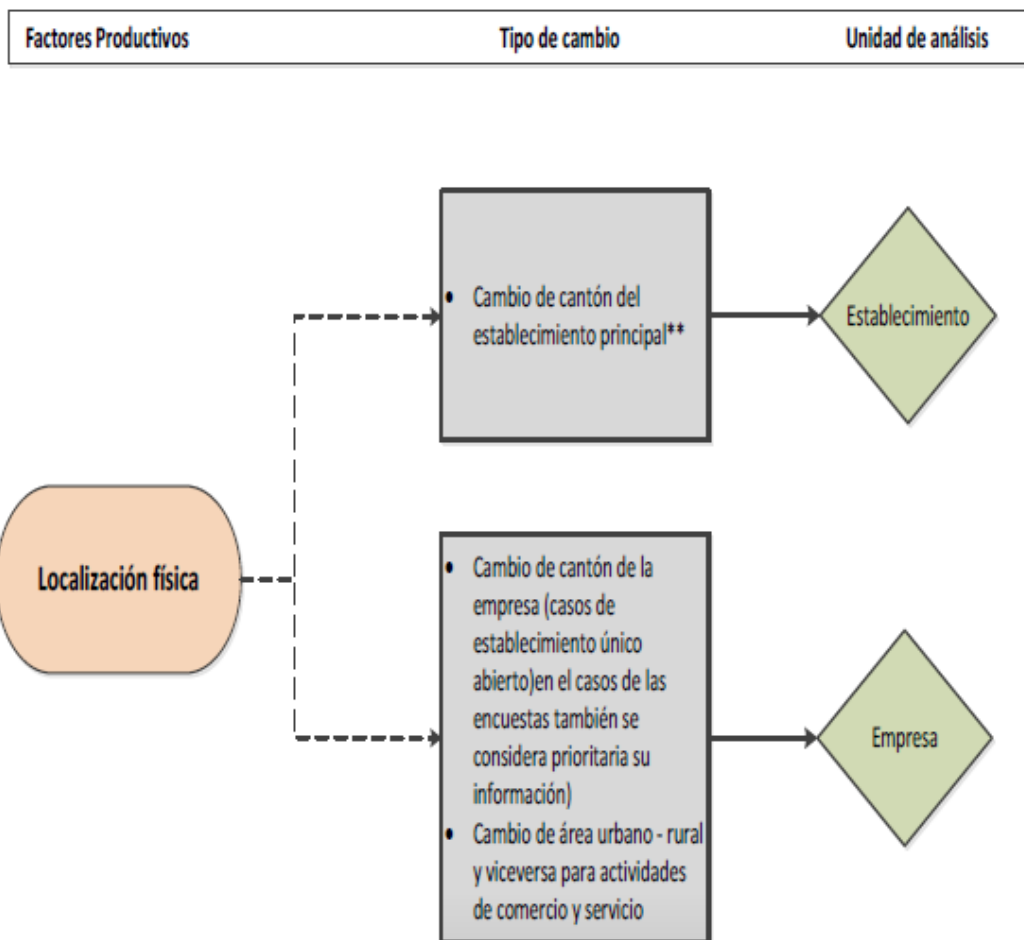 Factores Productivos
Tipo de cambio
Unidad de análisis
• Cambio de cantón del
establecimiento principal**
Establecimiento
Localización física
• Cambio de cantón de la
empresa (casos de
establecimiento único
abierto)en el casos de las
encuestas también se
considera prioritaria su
información)
• Cambio de área urbano - rural
y viceversa para actividades
de comercio y servicio
Empresa